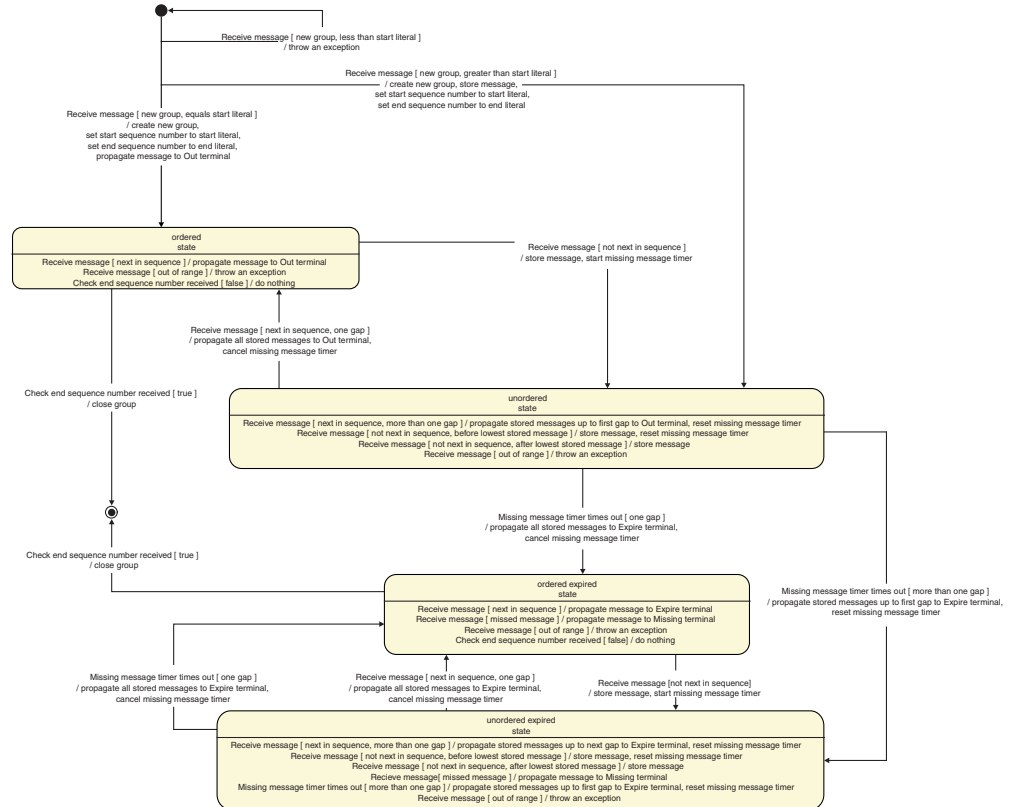 Receive message [ new group, less than start literal ]
/ throw an exception
Receive message [ new group, greater than start literal ]
/ create new group, store message,
set start sequence number to start literal,
set end sequence number to end literal
Receive message [ new group, equals start literal ]
/ create new group,
set start sequence number to start literal,
set end sequence number to end literal,
propagate message to Out terminal
ordered
state
Receive message [ next in sequence ] / propagate message to Out terminal
Receive message [ out of range ] / throw an exception
Check end sequence number received [ false ] / do nothing
Receive message [ not next in sequence ]
/ store message, start missing message timer
Receive message [ next in sequence, one gap ]
/ propagate all stored messages to Out terminal,
cancel missing message timer
Check end sequence number received [ true ]
/ close group
unordered
state
Receive message [ next in sequence, more than one gap ] / propagate stored messages up to first gap to Out terminal, reset missing message timer
Receive message [ not next in sequence, before lowest stored message ] / store message, reset missing message timer
Receive message [ not next in sequence, after lowest stored message ] / store message
Receive message [ out of range ] / throw an exception
Missing message timer times out [ one gap ]
/ propagate all stored messages to Expire terminal,
cancel missing message timer
Check end sequence number received [ true ]
/ close group
ordered expired
state
Receive message [ next in sequence ] / propagate message to Expire terminal
Receive message [ missed message ] / propagate message to Missing terminal
Receive message [ out of range ] / throw an exception
Check end sequence number received [ false] / do nothing
Missing message timer times out [ more than one gap ]
/ propagate stored messages up to first gap to Expire terminal,
reset missing message timer
Missing message timer times out [ one gap ]
/ propagate all stored messages to Expire terminal,
cancel missing message timer
Receive message [ next in sequence, one gap ]
/ propagate all stored messages to Expire terminal,
cancel missing message timer
Receive message [not next in sequence]
/ store message, start missing message timer
unordered expired
state
Receive message [ next in sequence, more than one gap ] / propagate stored messages up to next gap to Expire terminal, reset missing message timer
Receive message [ not next in sequence, before lowest stored message ] / store message, reset missing message timer
Receive message [ not next in sequence, after lowest stored message ] / store message
Recieve message[ missed message ] / propagate message to Missing terminal
Missing message timer times out [ more than one gap ] / propagate stored messages up to first gap to Expire terminal, reset missing message timer
Receive message [ out of range ] / throw an exception